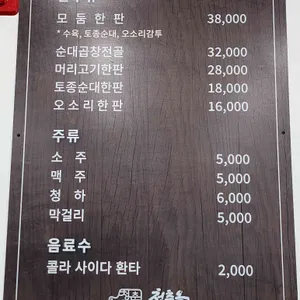 모 둠 한 판 38,000
* 수육, 토종순대, 오소리감투
순대곱창전골 32,000
머리고기한판 28,000
토종순대한판 18,000
오 소 리 한 판 16,000
주류
소 주 5,000
맥 주 5,000
청 하 6,000
막걸리 5,000
음료수
콜라 사이다 환타 2,000